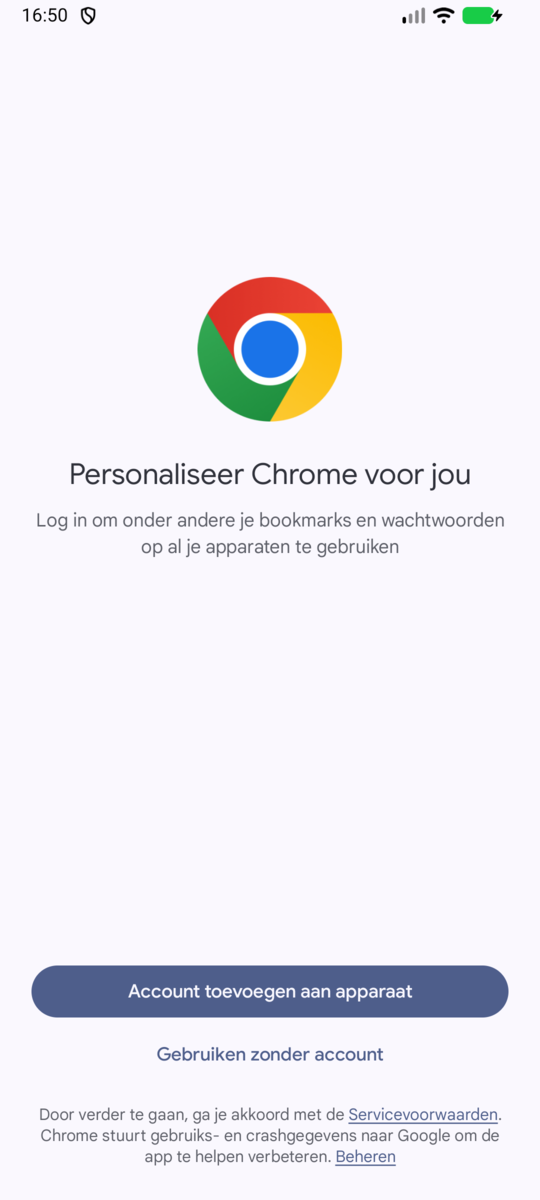 16:50
Personaliseer Chrome voor jou
Log in om onder andere je bookmarks en wachtwoorden
op al je apparaten te gebruiken
Account toevoegen aan apparaat
Gebruiken zonder account
Door verder te gaan, ga je akkoord met de Servicevoorwaarden.
Chrome stuurt gebruiks- en crashgegevens naar Google om de
app te helpen verbeteren. Beheren